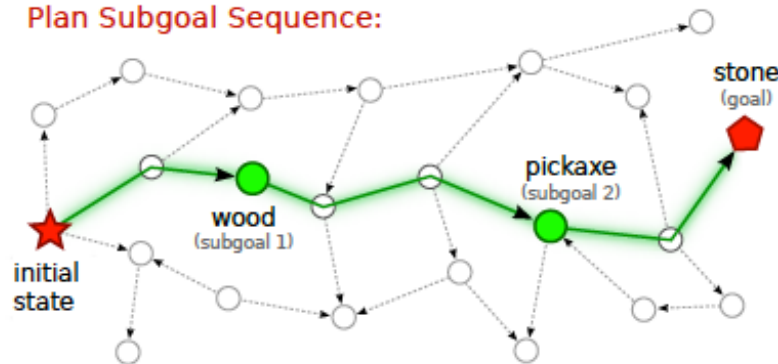 Plan Subgoal Sequence:
stone
(goal)
pickaxe
(subgoal 2)
wood
(subgoal 1)
initial
state